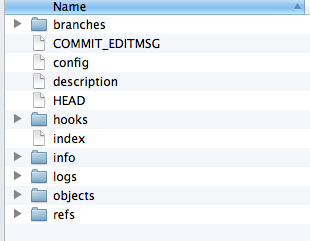 Name
branches
COMMIT_EDITMSG
config
description
HEAD
hooks
index
info
logs
objects
refs